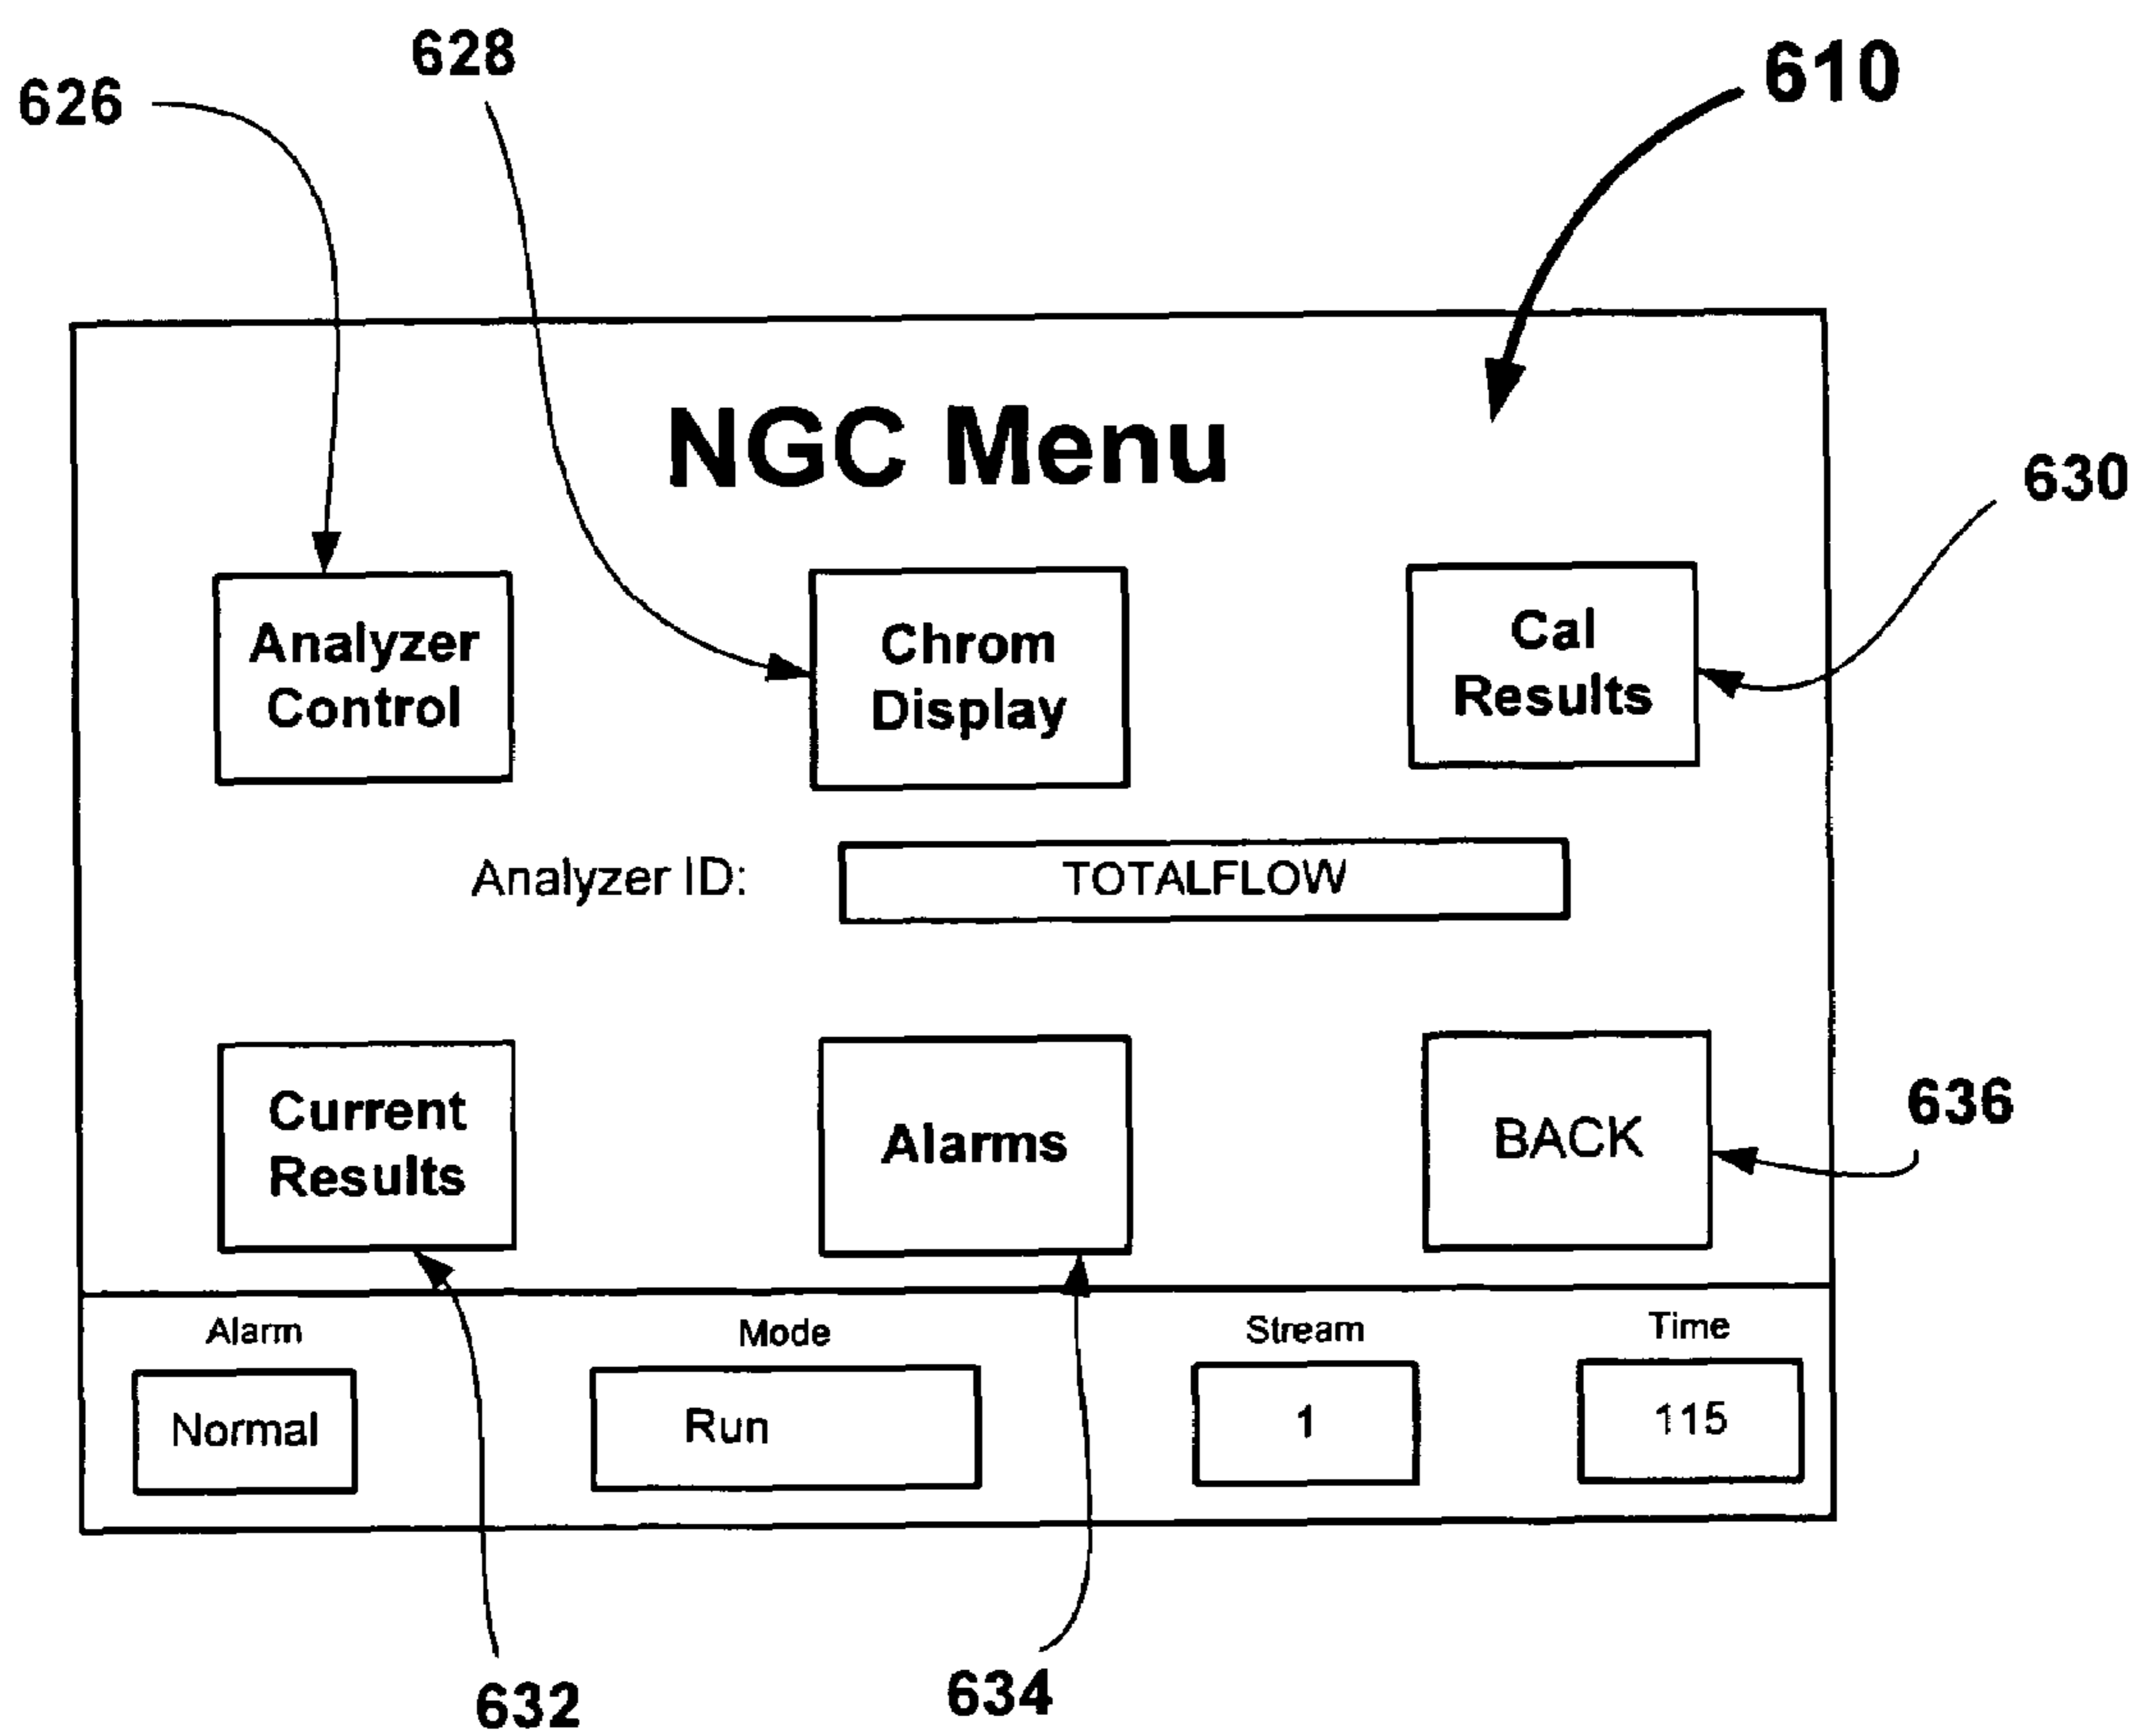 628
610
626
NGC Menu
630
Analyzer
Control
Chrom
Display
Cal
Results
Analyzer ID: TOTALFLOW
Current
Results
Alarms
BACK
636
Alarm Mode Stream Time
Normal Run 1 115
632
634